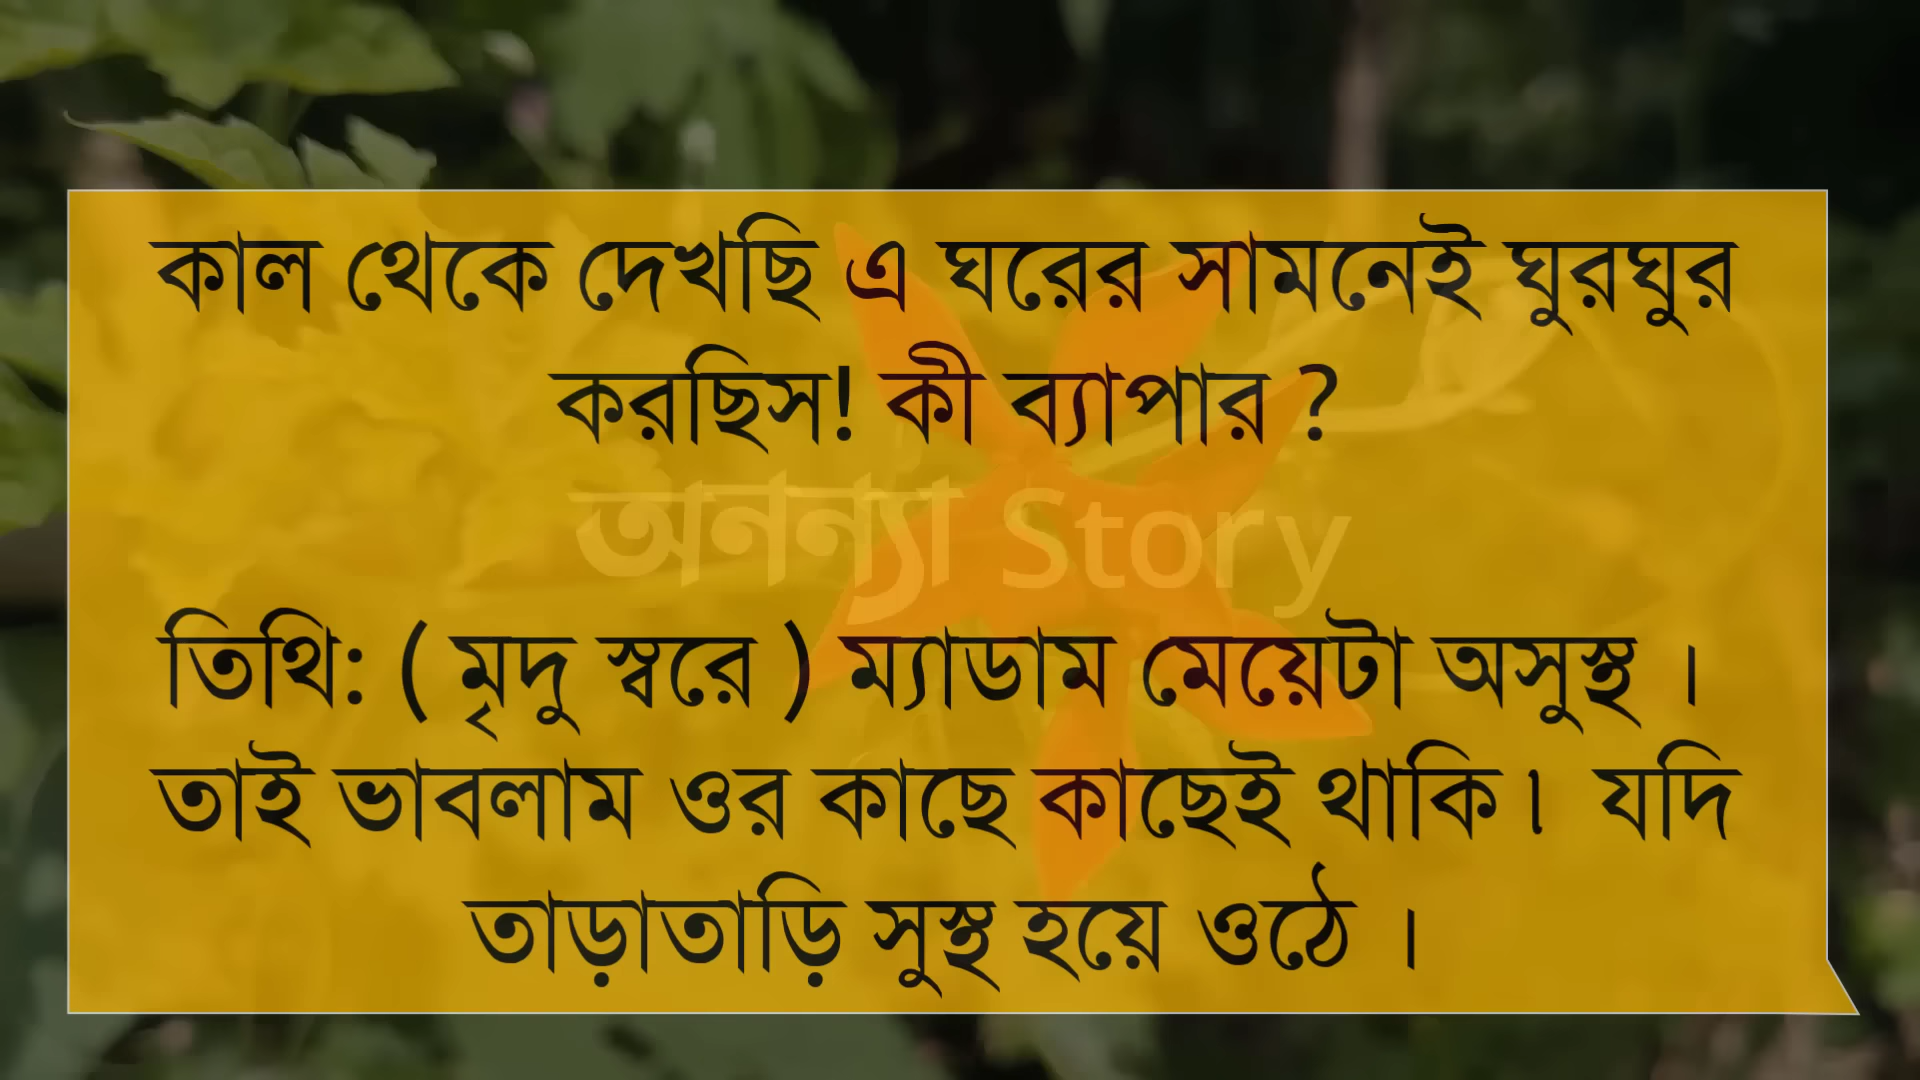 কাল থেকে দেখছি এ ঘরের সামনেই ঘুরঘুর
করছিস! কী ব্যাপার ?
অনন্যা Story
তিথি: ( মৃদু স্বরে ) ম্যাডাম মেয়েটা অসুস্থ ।
তাই ভাবলাম ওর কাছে কাছেই থাকি। যদি
তাড়াতাড়ি সুস্থ হয়ে ওঠে ।